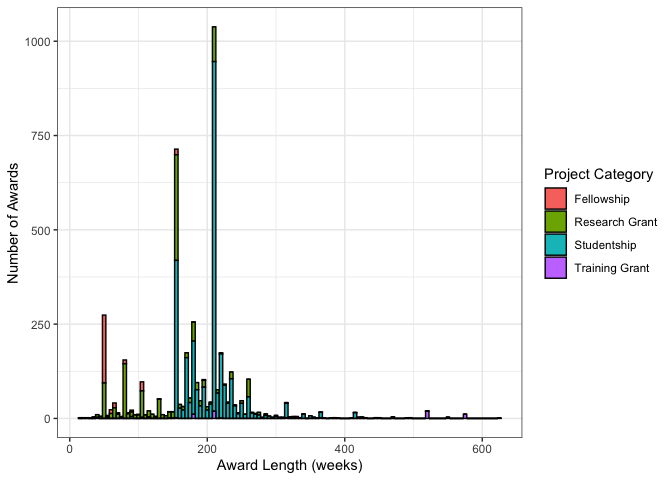 1000
750
500
250
0
Number of Awards
0
200
400
600
Award Length (weeks)
Project Category
Fellowship
Research Grant
Studentship
Training Grant